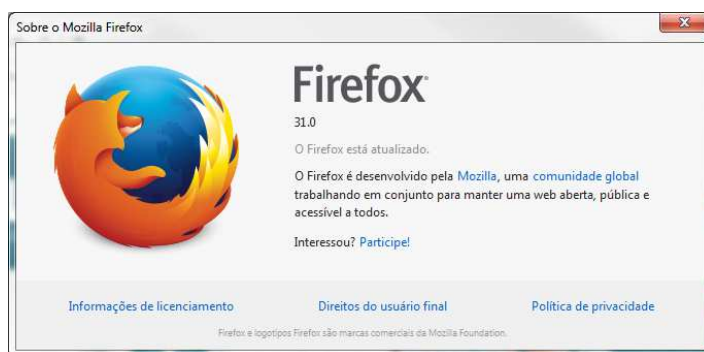 Sobre o Mozilla Firefox
Firefox
31.0
O Firefox está atualizado.
O Firefox é desenvolvido pela Mozilla, uma comunidade global
trabalhando em conjunto para manter uma web aberta, pública e
acessível a todos.
Interessou? Participe!
Informações de licenciamento Direitos do usuário final Política de privacidade
Firefox e logotipos Firefox são marcas comerciais da Mozilla Foundation.